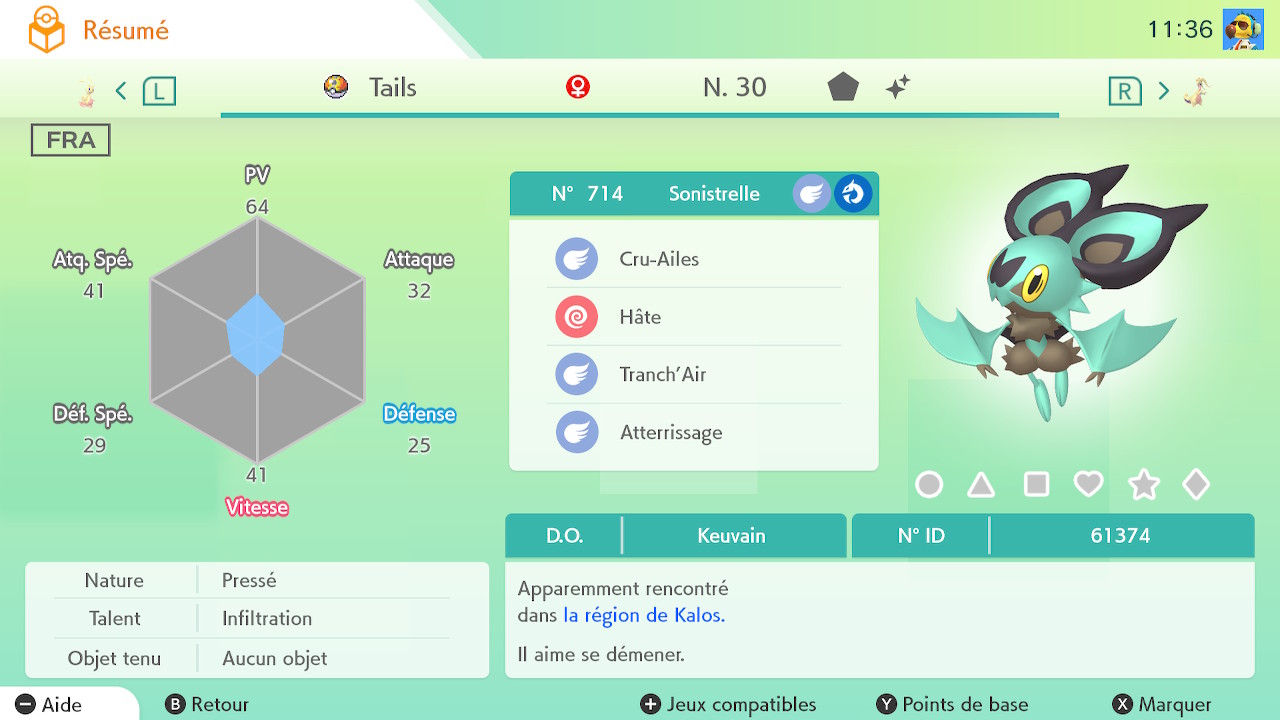 Résumé
11:36
L
Tails
N. 30
R
FRA
PV
64
Atq. Spé.
41
Attaque
32
Déf. Spé.
29
Défense
25
41
Vitesse
N° 714 Sonistrelle
Cru-Ailes
Hâte
Tranch'Air
Atterrissage
D.O. Keuvain N° ID 61374
Nature Pressé
Talent Infiltration
Objet tenu Aucun objet
Apparemment rencontré
dans la région de Kalos.
Il aime se démener.
Aide
B Retour
Jeux compatibles
Y Points de base
X Marquer